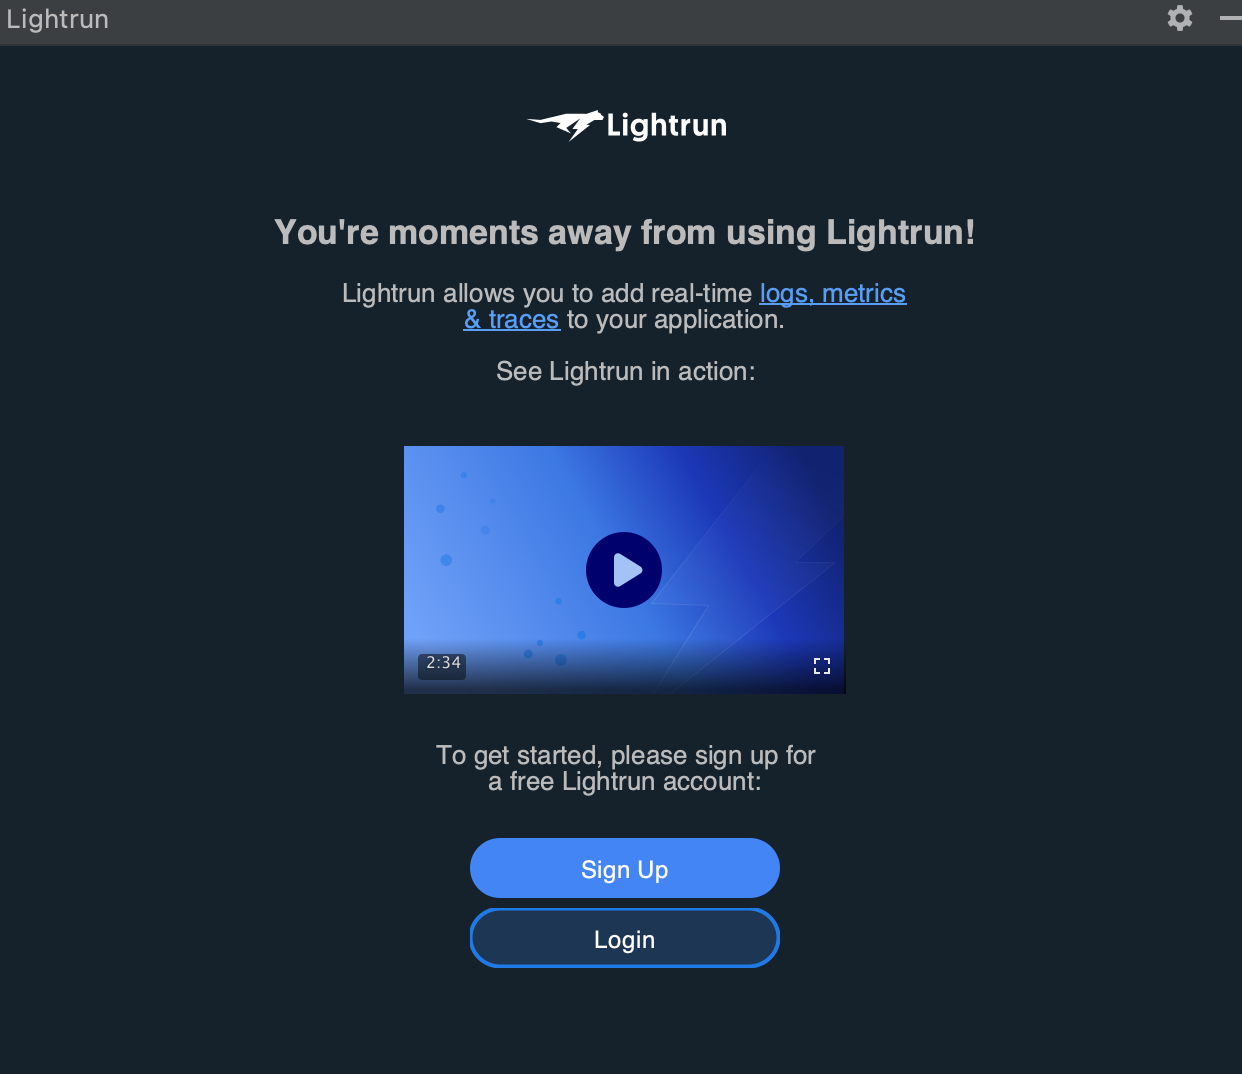 Lightrun
Lightrun
You're moments away from using Lightrun!
Lightrun allows you to add real-time logs, metrics
& traces to your application.
See Lightrun in action:
2:34
To get started, please sign up for
a free Lightrun account:
Sign Up
Login